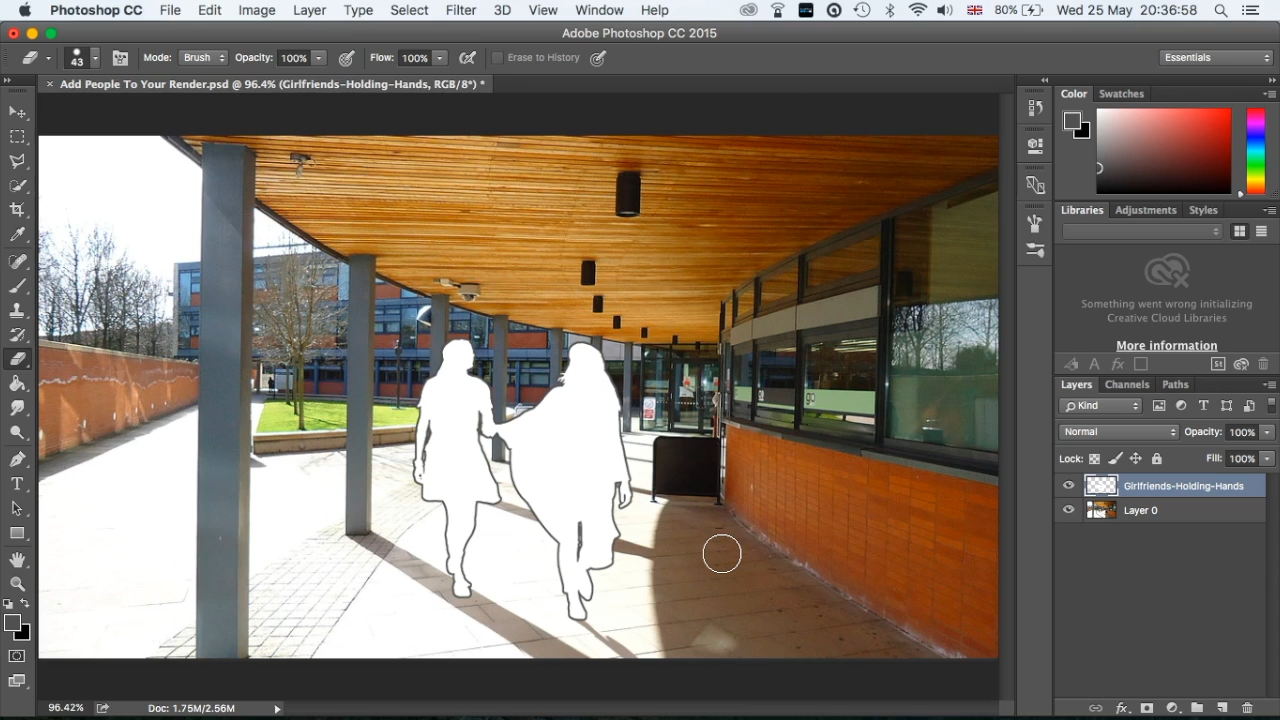 Photoshop CC File Edit Image Layer Type Select Filter 3D View Window Help 80% Wed 25 May 20:36:58
Adobe Photoshop CC 2015
43 Mode: Brush Opacity: 100% Flow: 100% Erase to History Essentials
× Add People To Your Render.psd @ 96.4% (Girlfriends-Holding-Hands, RGB/8*) *
Color Swatches
Libraries Adjustments Styles
Something went wrong initializing
Creative Cloud Libraries
More information
St
Layers Channels Paths
Kind
Normal Opacity: 100%
Lock: Fill: 100%
Girlfriends-Holding-Hands
Layer 0
go
96.42% Doc: 1.75M/2.56M